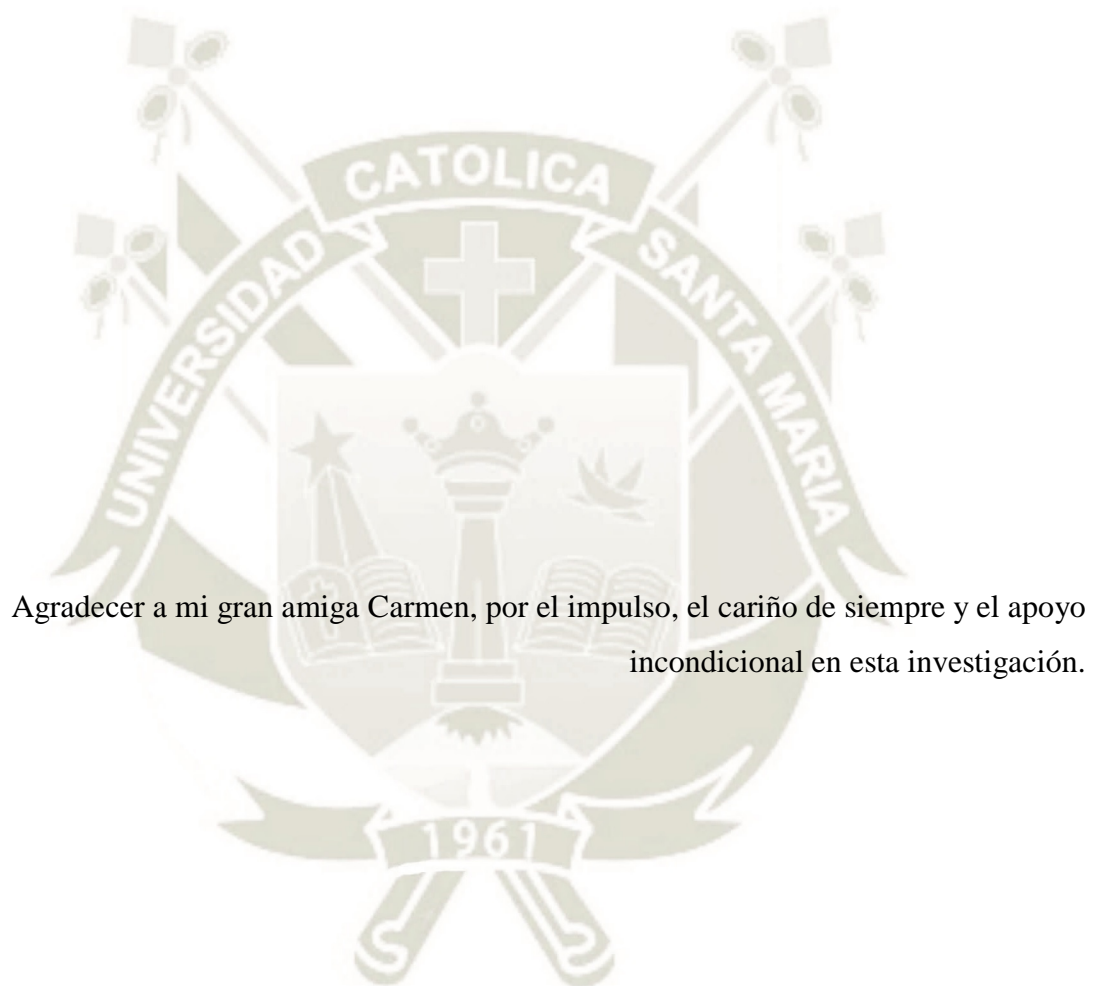 CATOLICA
UNIVERSIDAD
SANTA MARIA
Agradecer a mi gran amiga Carmen, por el impulso, el cariño de siempre y el apoyo
incondicional en esta investigación.
1961